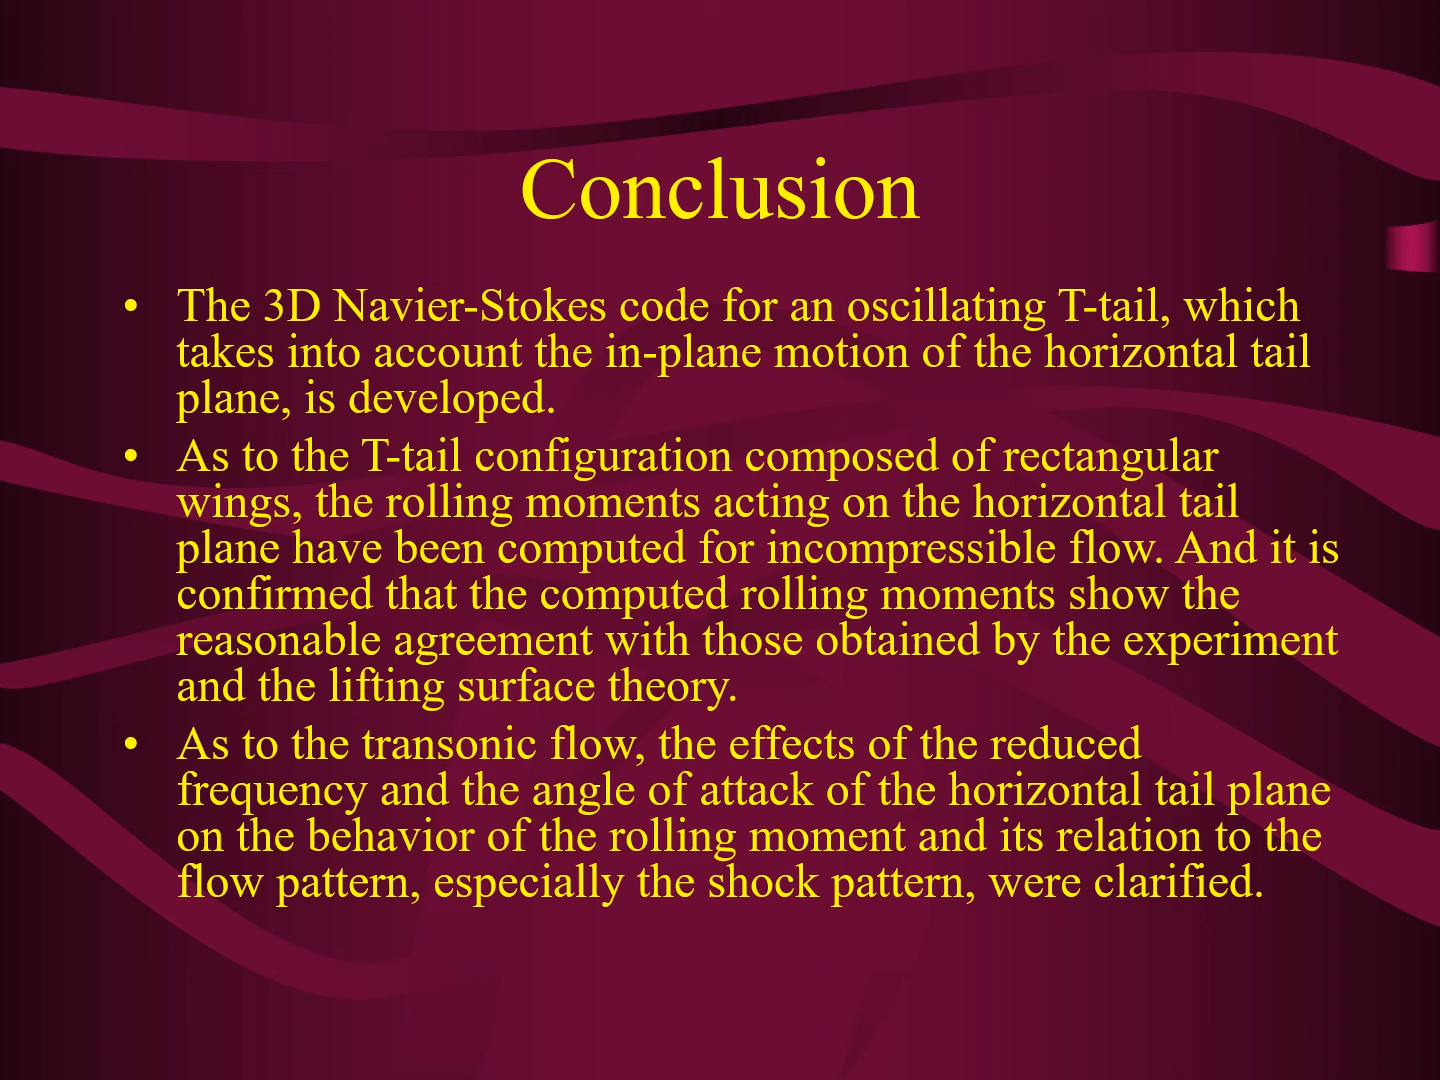 Conclusion
• The 3D Navier-Stokes code for an oscillating T-tail, which
takes into account the in-plane motion of the horizontal tail
plane, is developed.
• As to the T-tail configuration composed of rectangular
wings, the rolling moments acting on the horizontal tail
plane have been computed for incompressible flow. And it is
confirmed that the computed rolling moments show the
reasonable agreement with those obtained by the experiment
and the lifting surface theory.
• As to the transonic flow, the effects of the reduced
frequency and the angle of attack of the horizontal tail plane
on the behavior of the rolling moment and its relation to the
flow pattern, especially the shock pattern, were clarified.